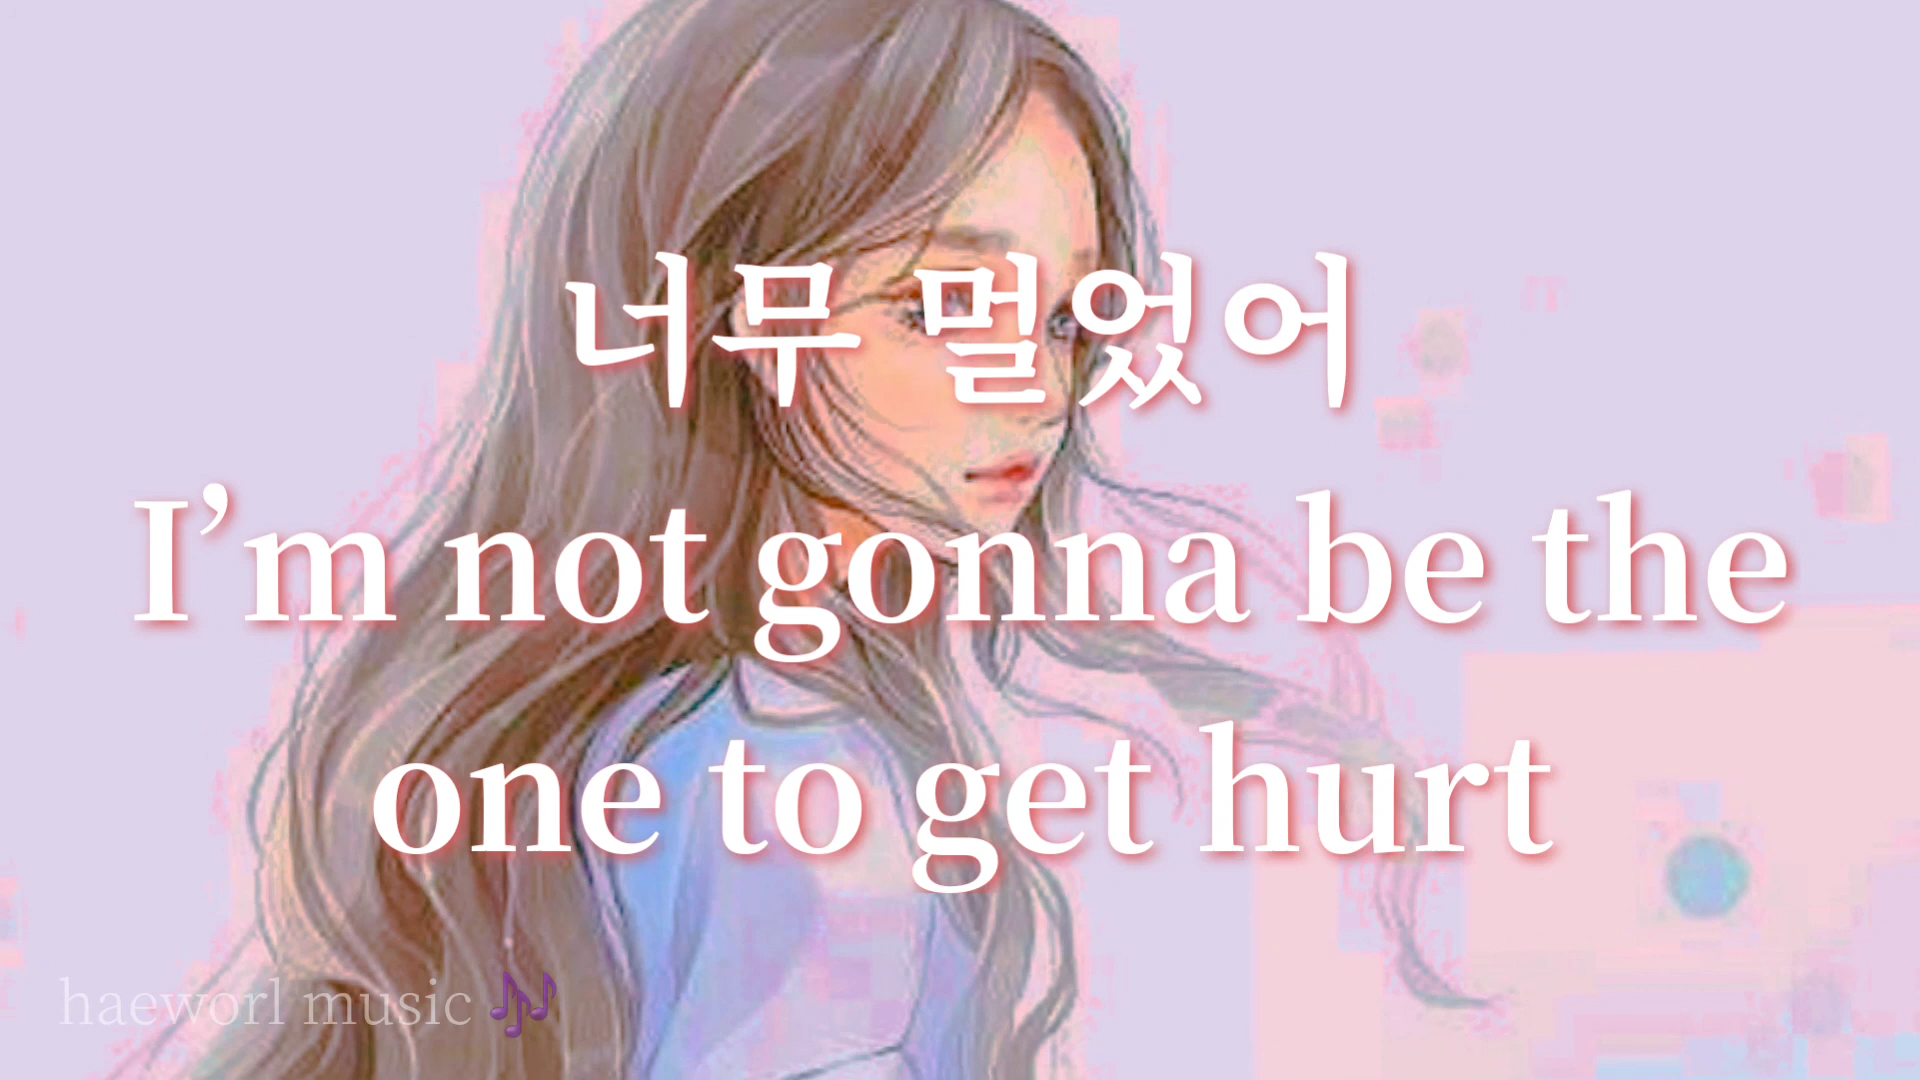 너무 멀었어
I’m not gonna be the
one to get hurt
haeworl music 🎶